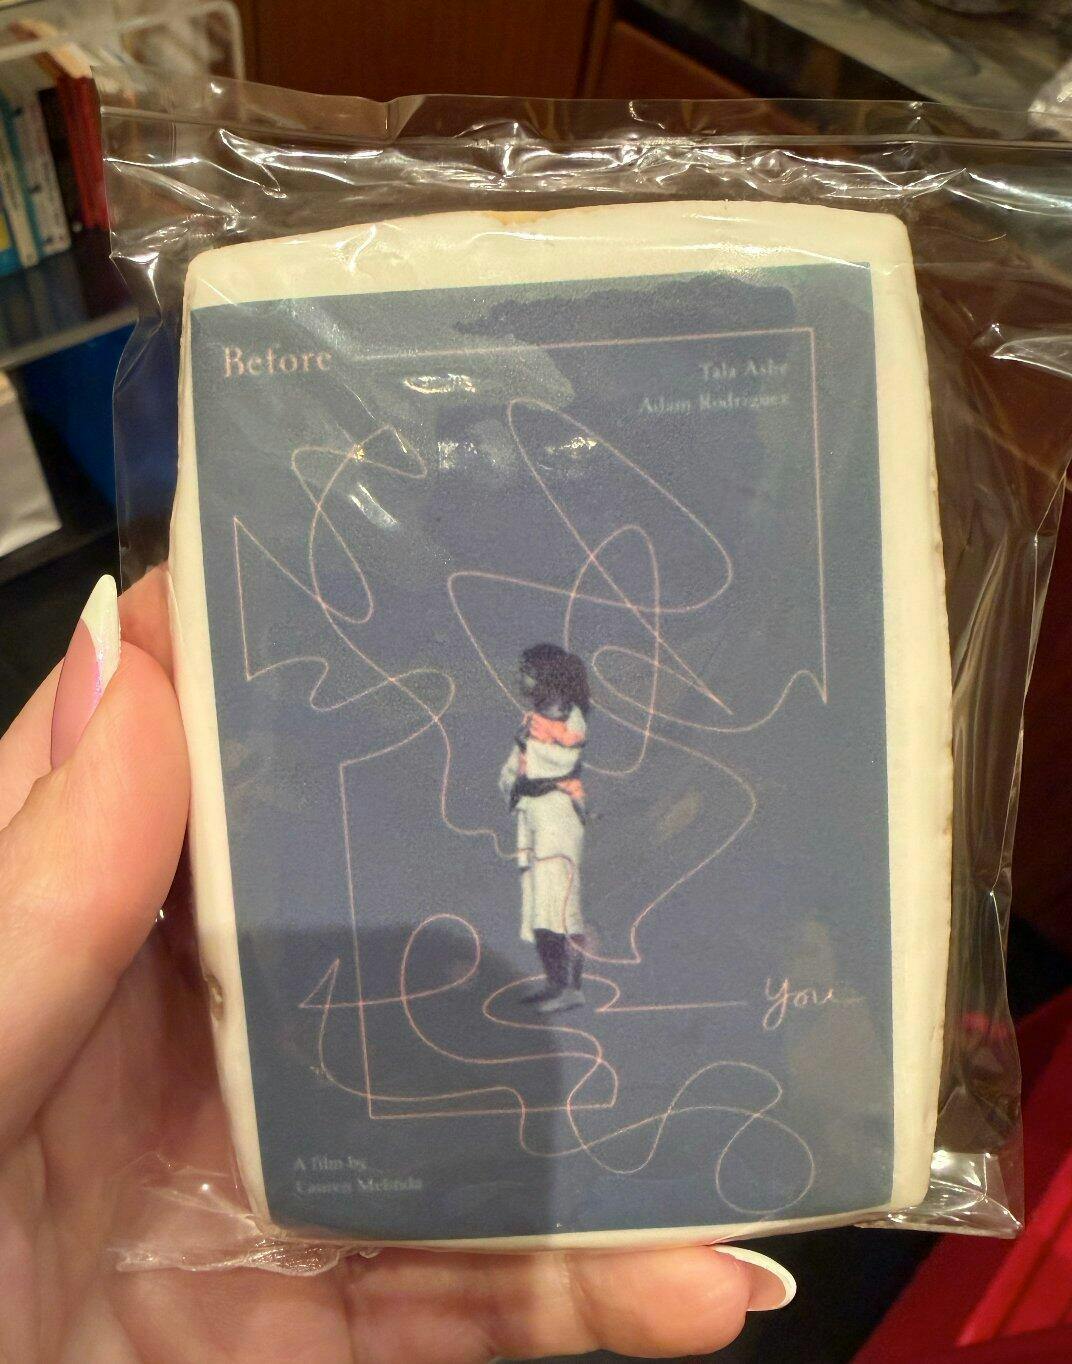 Before
Tala Ashe
Adam Rodriguez
You
A film by
Lauren Melinda